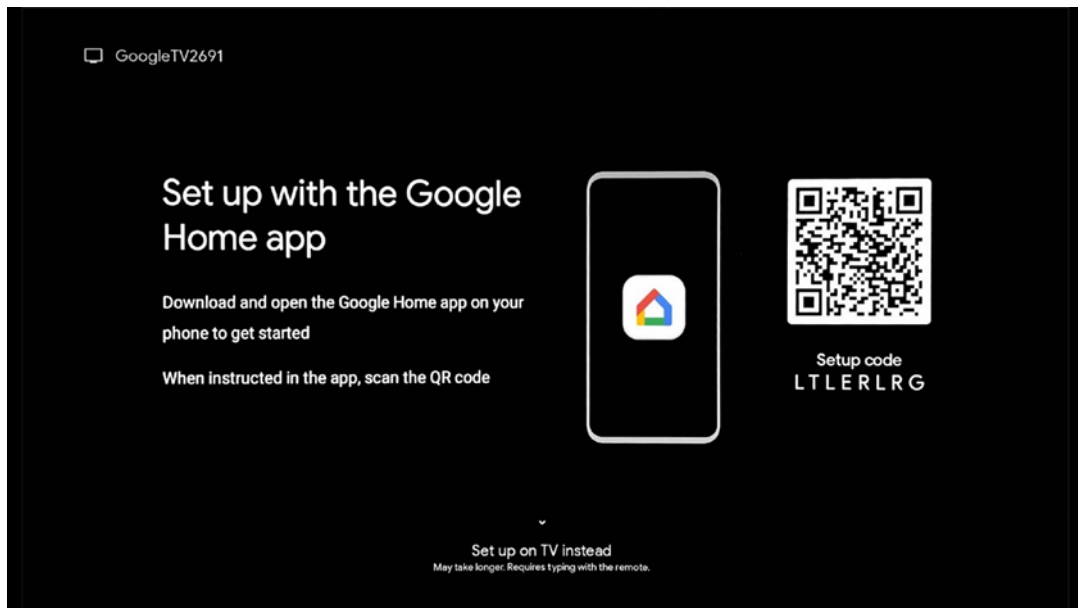 GoogleTV2691
Set up with the Google
Home app
Download and open the Google Home app on your
phone to get started
When instructed in the app, scan the QR code
Setup code
LTLERLRG
Set up on TV instead
May take longer. Requires typing with the remote.